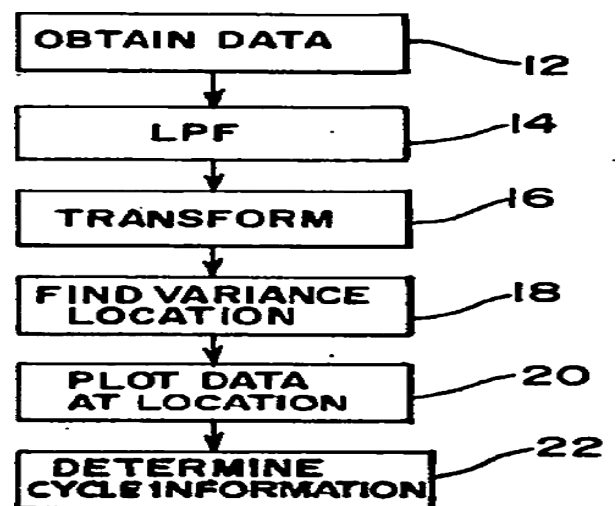 OBTAIN DATA
12
LPF
14
TRANSFORM
16
FIND VARIANCE
LOCATION
18
PLOT DATA
AT LOCATION
20
DETERMINE
CYCLE INFORMATION
22